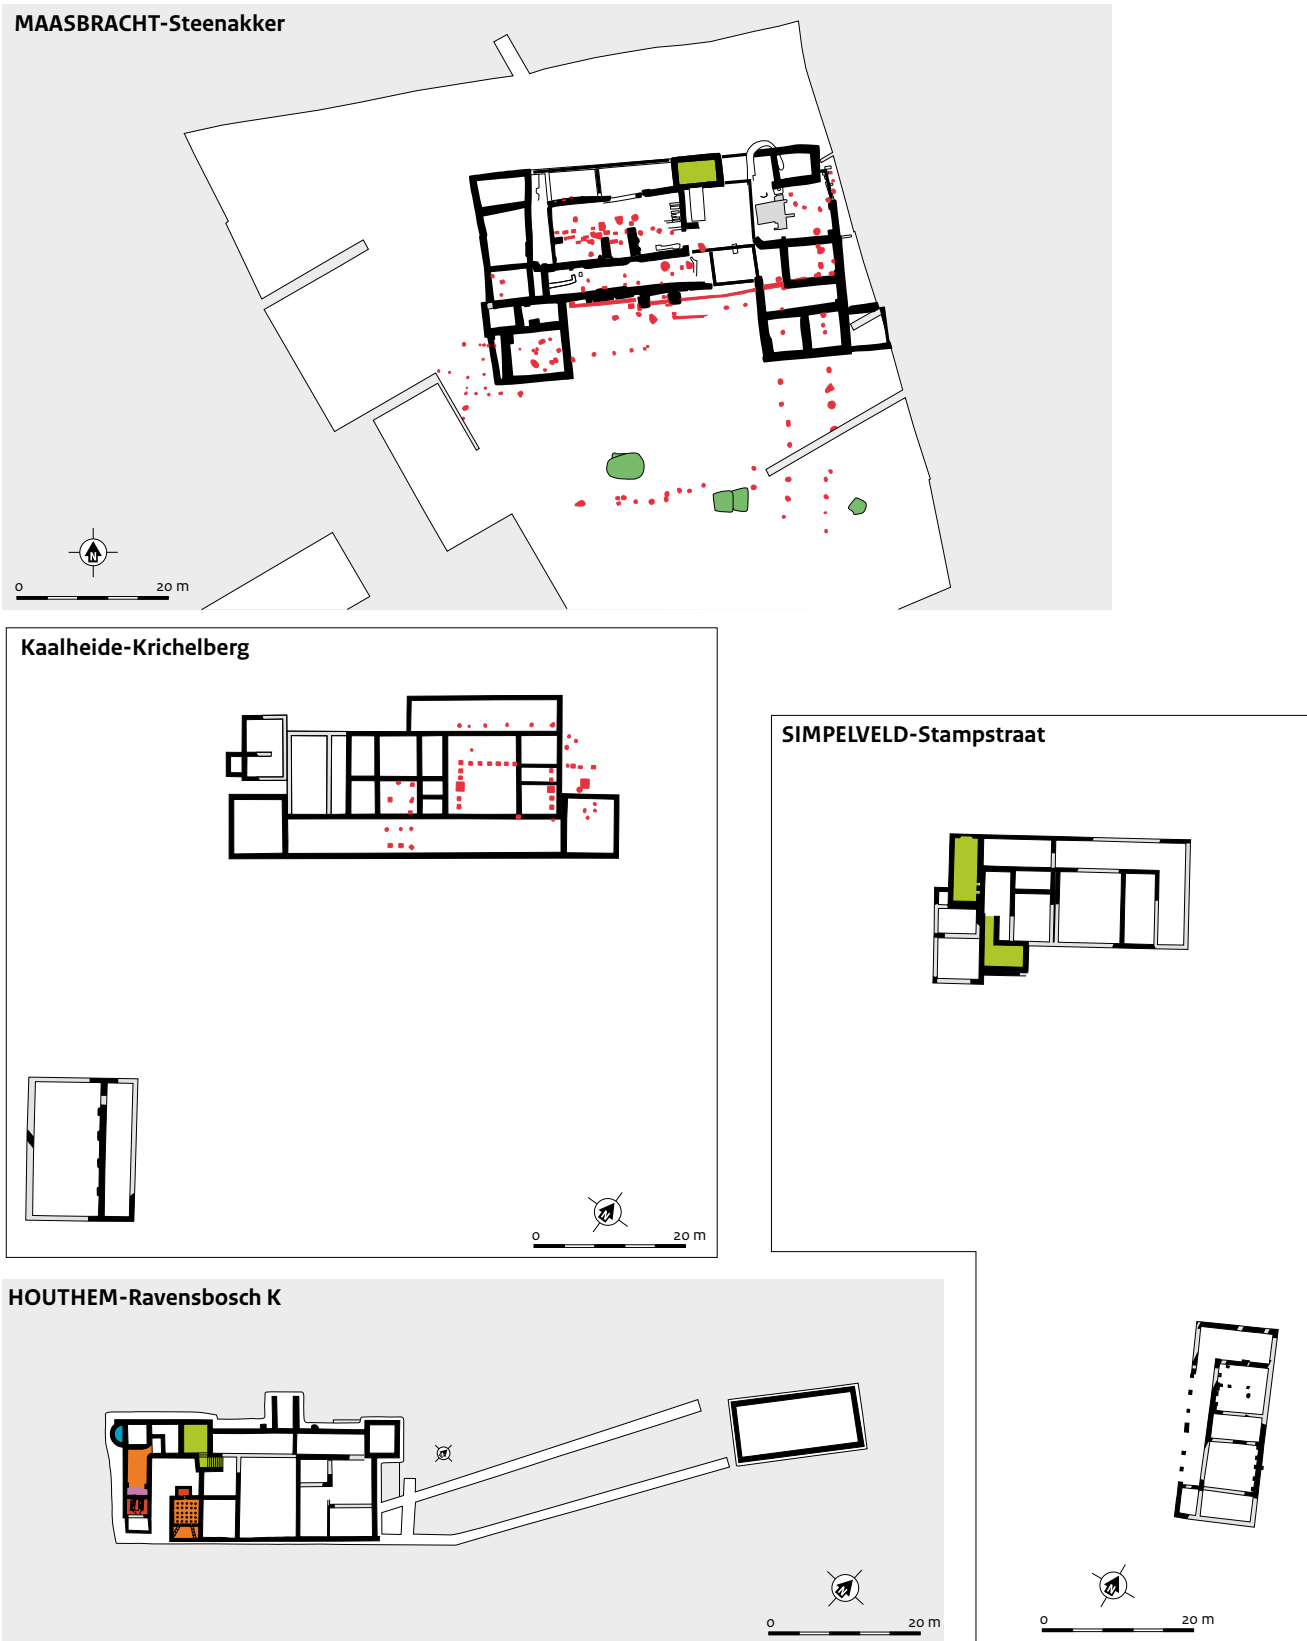 MAASBRACHT-Steenakker
N
0 20 m
Kaalheide-Krichelberg
N
0 20 m
SIMPELVELD-Stampstraat
N
0 20 m
HOUTHEM-Ravensbosch K
N
N
0 20 m